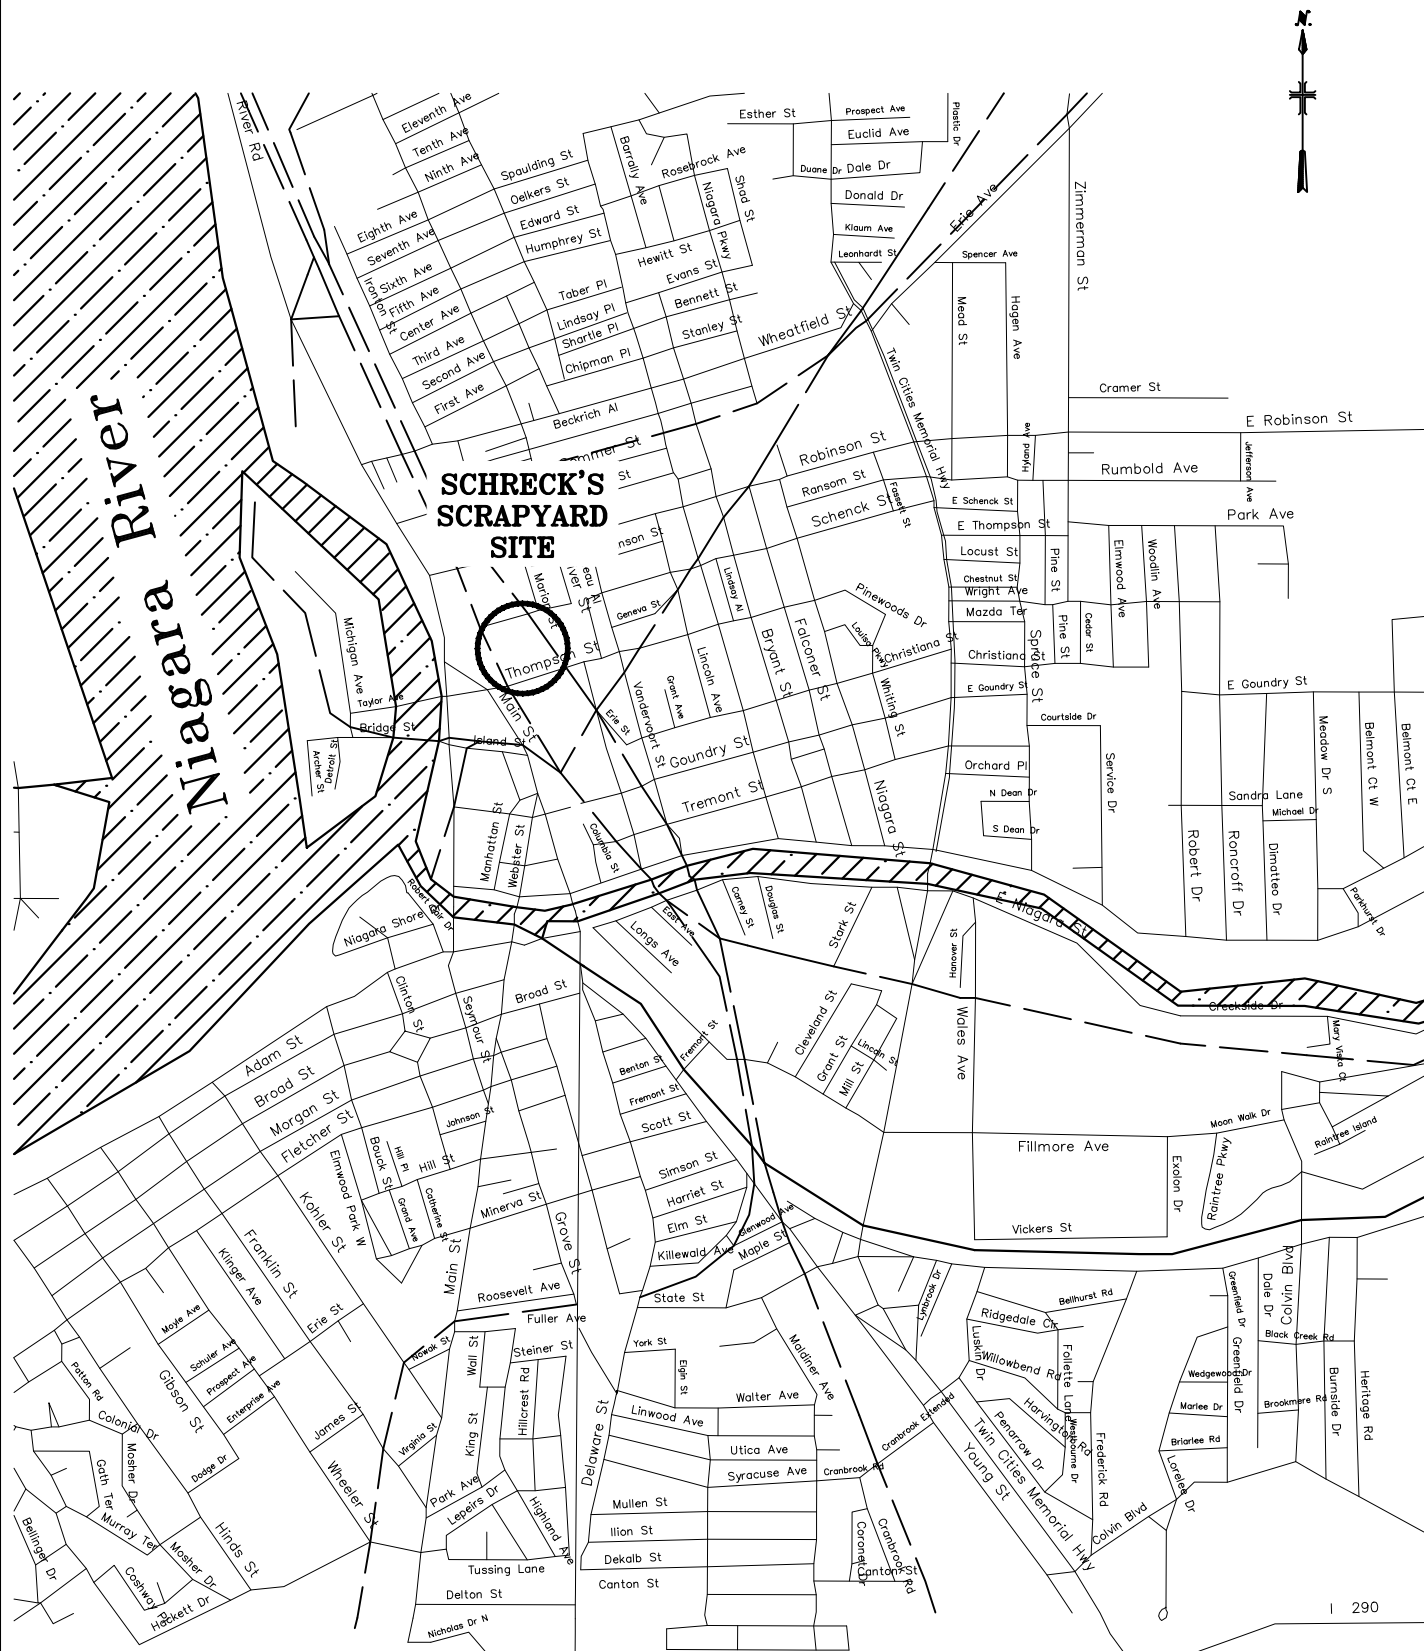 N.
River Rd
Eleventh Ave
Tenth Ave
Ninth Ave
Spaulding St
Oelkers St
Edward St
Humphrey St
Barrally Ave
Rosebrock Ave
Niagara Pkwy
Shad St
Esther St
Prospect Ave
Euclid Ave
Plastic Dr
Duane Dr
Dale Dr
Donald Dr
Klaum Ave
Leonhardt St
Erie Ave
Spencer Ave
Zimmerman St
Eighth Ave
Seventh Ave
Sixth Ave
Fifth Ave
Ironton St
Center Ave
Third Ave
Second Ave
First Ave
Hewitt St
Evans St
Bennett St
Stanley St
Taber Pl
Lindsay Pl
Shartle Pl
Chipman Pl
Wheatfield St
Mead St
Hagen Ave
Twin Cities Memorial Hwy
Cramer St
E Robinson St
Beckrich Al
Robinson St
Hyland Ave
Rumbold Ave
Jefferson Ave
Ransom St
Schenck St
Fassett St
E Schenck St
E Thompson St
Park Ave
SCHRECK'S
SCRAPYARD
SITE
St
nson St
Niagara River
Locust St
Chestnut St
Wright Ave
Mazda Ter
Pine St
Elmwood Ave
Woodlin Ave
Marion St
Geneva St
Lindsay Al
Pinewoods Dr
Louisa Pkwy
Christiana St
Christiana St
Spruce St
Pine St
Cedar St
Michigan Ave
Taylor Ave
Bridge St
Thompson St
Main St
Island St
Erie St
Vandervoort St
Grant Ave
Lincoln Ave
Bryant St
Falconer St
Whiting St
E Goundry St
Courtside Dr
E Goundry St
Detroit St
Archer St
Goundry St
Tremont St
Orchard Pl
N Dean Dr
S Dean Dr
Service Dr
Sandra Lane
Michael Dr
Meadow Dr S
Belmont Ct W
Belmont Ct E
Manhattan St
Webster St
Columbia St
Niagara St
Robert Dr
Roncroff Dr
Dimatteo Dr
Parkhurst Dr
Niagara Shore
Robert Dr
Longs Ave
East Ave
Carney St
Douglas St
Stark St
Hanover St
E Niagara St
Creekside Dr
Mary Vista Ct
Clinton St
Seymour St
Broad St
Cleveland St
Grant St
Mill St
Lincoln St
Wales Ave
Adam St
Broad St
Morgan St
Fletcher St
Benton St
Fremont St
Fremont St
Scott St
Johnson St
Moon Walk Dr
Raintree Island
Raintree Pkwy
Fillmore Ave
Exolon Dr
Vickers St
Elmwood Park W
Bouck St
Hill Pl
Hill St
Grand Ave
Catherine St
Minerva St
Simson St
Harriet St
Elm St
Killewald Ave
Glenwood Ave
Maple St
Kohler St
Franklin St
Klinger Ave
Main St
Grove St
Roosevelt Ave
Fuller Ave
State St
Moyle Ave
Schuler Ave
Prospect Ave
Enterprise Ave
Erie St
Nowak St
Wall St
Steiner St
York St
Elgin St
Maldiner Ave
Lynbrook Dr
Ridgedale Cir
Bellhurst Rd
Luskin Dr
Willowbend Rd
Follette Lane
Greenfield Dr
Greenfield Dr
Dale Dr
Colvin Blvd
Black Creek Rd
Wedgewood Dr
Marlee Dr
Brookmere Rd
Briarlee Rd
Burnside Dr
Heritage Rd
Patton Rd
Colonial Dr
Gibson St
James St
Virginia St
King St
Hillcrest Rd
Delaware St
Linwood Ave
Walter Ave
Utica Ave
Syracuse Ave
Cranbrook Rd
Cranbrook Extended
Harvington Rd
Penarrow Dr
Westbourne Dr
Frederick Rd
Lorelee Dr
Twin Cities Memorial Hwy
Young St
Colvin Blvd
Gath Ter
Mosher Dr
Dodge Dr
Wheeler St
Park Ave
Lepeirs Dr
Highland Ave
Mullen St
Ilion St
Dekalb St
Canton St
Coronet Dr
Cranbrook Rd
Canton St
Bellinger Dr
Murray Ter
Mosher Dr
Hinds St
Coshway Pl
Hackett Dr
Tussing Lane
Delton St
Nicholas Dr N
I 290